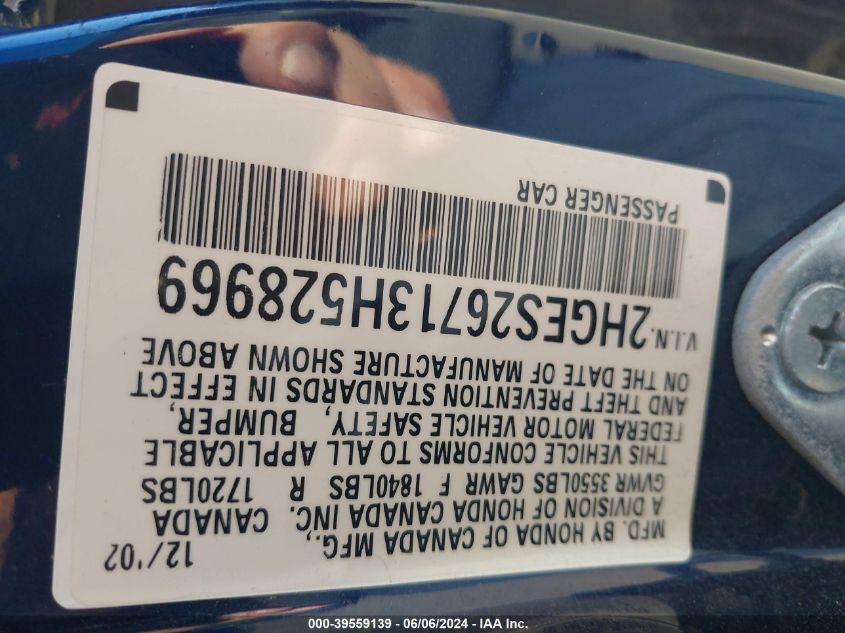 MFD. BY HONDA OF CANADA MFG., 12/'02
A DIVISION OF HONDA CANADA INC. CANADA
GVWR 3550LBS GAWR F 1840LBS R 1720LBS
THIS VEHICLE CONFORMS TO ALL APPLICABLE
FEDERAL MOTOR VEHICLE SAFETY, BUMPER,
AND THEFT PREVENTION STANDARDS IN EFFECT
ON THE DATE OF MANUFACTURE SHOWN ABOVE
V.I.N. 2HGES26713H528969
PASSENGER CAR
000-39559139 - 06/06/2024 - IAA Inc.